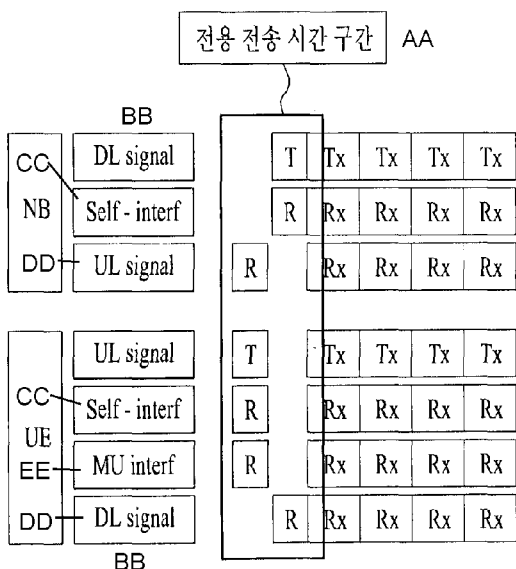 전용 전송 시간 구간 AA
BB
CC DL signal T Tx Tx Tx Tx
NB Self - interf R Rx Rx Rx Rx
DD UL signal R Rx Rx Rx Rx
UL signal T Tx Tx Tx Tx
CC Self - interf R Rx Rx Rx Rx
UE
EE MU interf R Rx Rx Rx Rx
DD DL signal R Rx Rx Rx Rx
BB